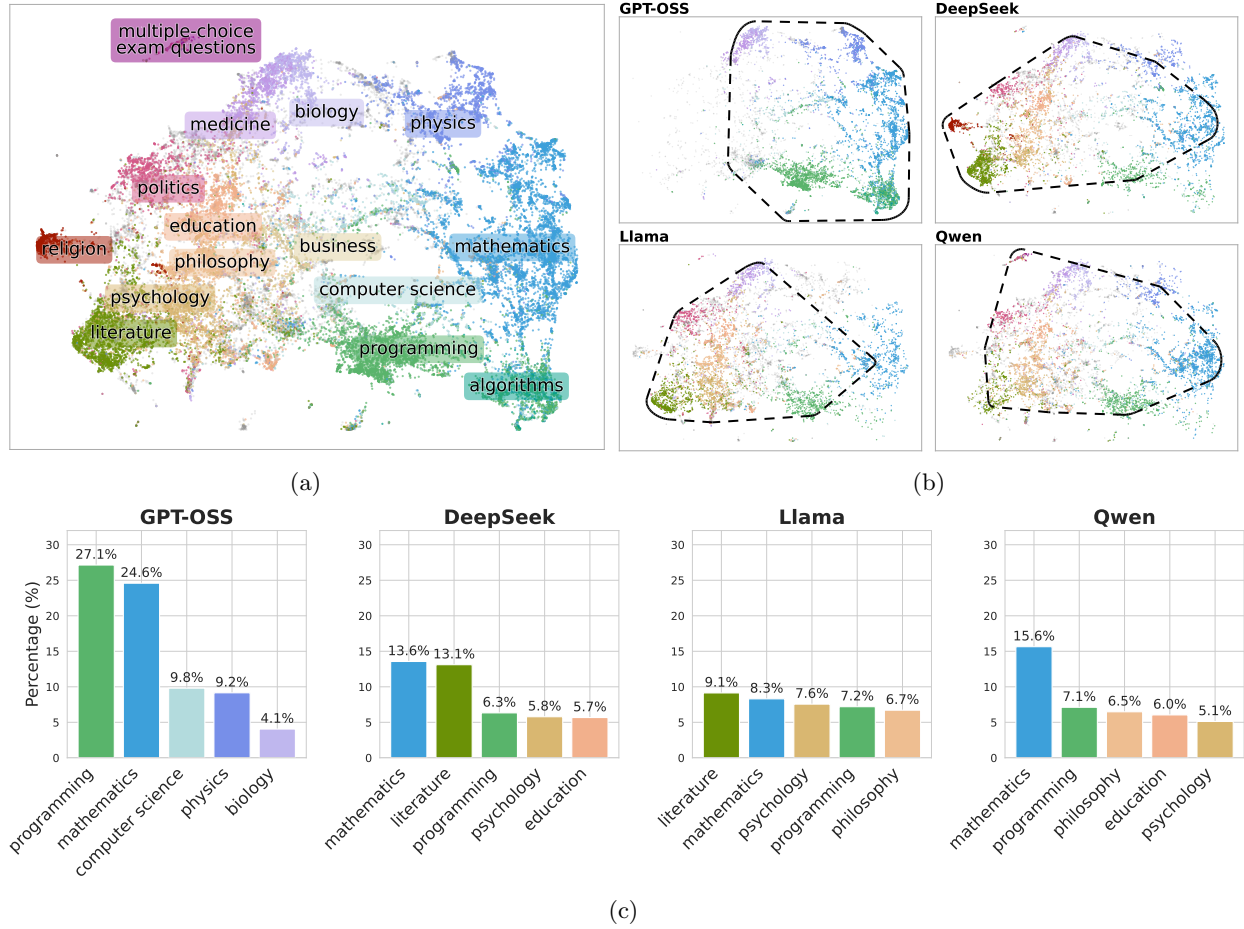 multiple-choice
exam questions
biology
medicine
physics
politics
education
religion
business
mathematics
philosophy
computer science
psychology
literature
programming
algorithms
(a)
GPT-OSS
DeepSeek
Llama
Qwen
(b)
GPT-OSS
Percentage (%)
30
25
20
15
10
5
0
27.1%
24.6%
9.8%
9.2%
4.1%
programming
mathematics
computer science
physics
biology
DeepSeek
30
25
20
15
10
5
0
13.6%
13.1%
6.3%
5.8%
5.7%
mathematics
literature
programming
psychology
education
Llama
30
25
20
15
10
5
0
9.1%
8.3%
7.6%
7.2%
6.7%
literature
mathematics
psychology
programming
philosophy
Qwen
30
25
20
15
10
5
0
15.6%
7.1%
6.5%
6.0%
5.1%
mathematics
programming
philosophy
education
psychology
(c)